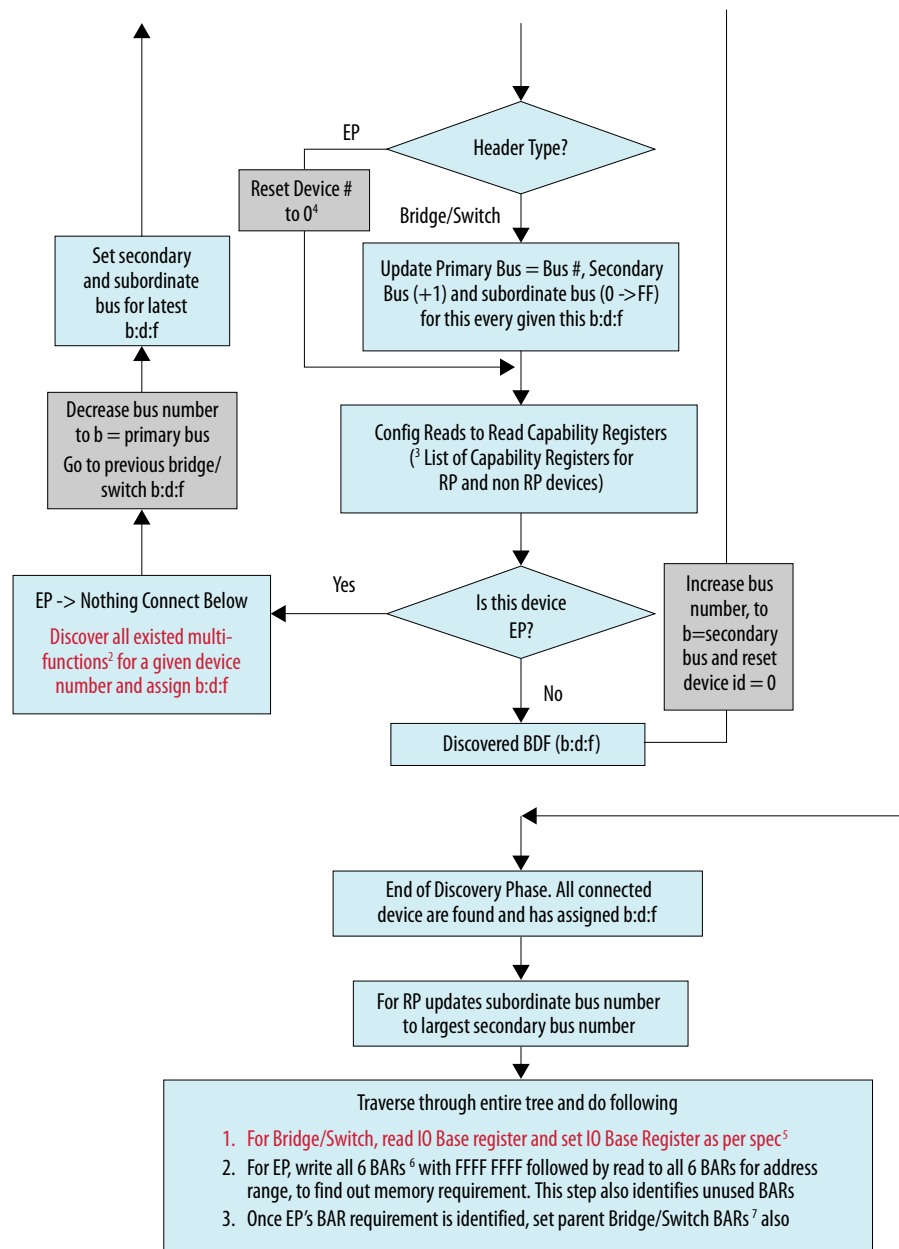 EP
Header Type?
Reset Device #
to 0⁴
Bridge/Switch
Set secondary
and subordinate
bus for latest
b:d:f
Update Primary Bus = Bus #, Secondary
Bus (+1) and subordinate bus (0 ->FF)
for this every given this b:d:f
Decrease bus number
to b = primary bus
Go to previous bridge/
switch b:d:f
Config Reads to Read Capability Registers
(³ List of Capability Registers for
RP and non RP devices)
Yes
Is this device
EP?
EP -> Nothing Connect Below
Discover all existed multi-
functions² for a given device
number and assign b:d:f
Increase bus
number, to
b=secondary
bus and reset
device id = 0
No
Discovered BDF (b:d:f)
End of Discovery Phase. All connected
device are found and has assigned b:d:f
For RP updates subordinate bus number
to largest secondary bus number
Traverse through entire tree and do following
1. For Bridge/Switch, read IO Base register and set IO Base Register as per spec⁵
2. For EP, write all 6 BARs ⁶ with FFFF FFFF followed by read to all 6 BARs for address
range, to find out memory requirement. This step also identifies unused BARs
3. Once EP's BAR requirement is identified, set parent Bridge/Switch BARs ⁷ also